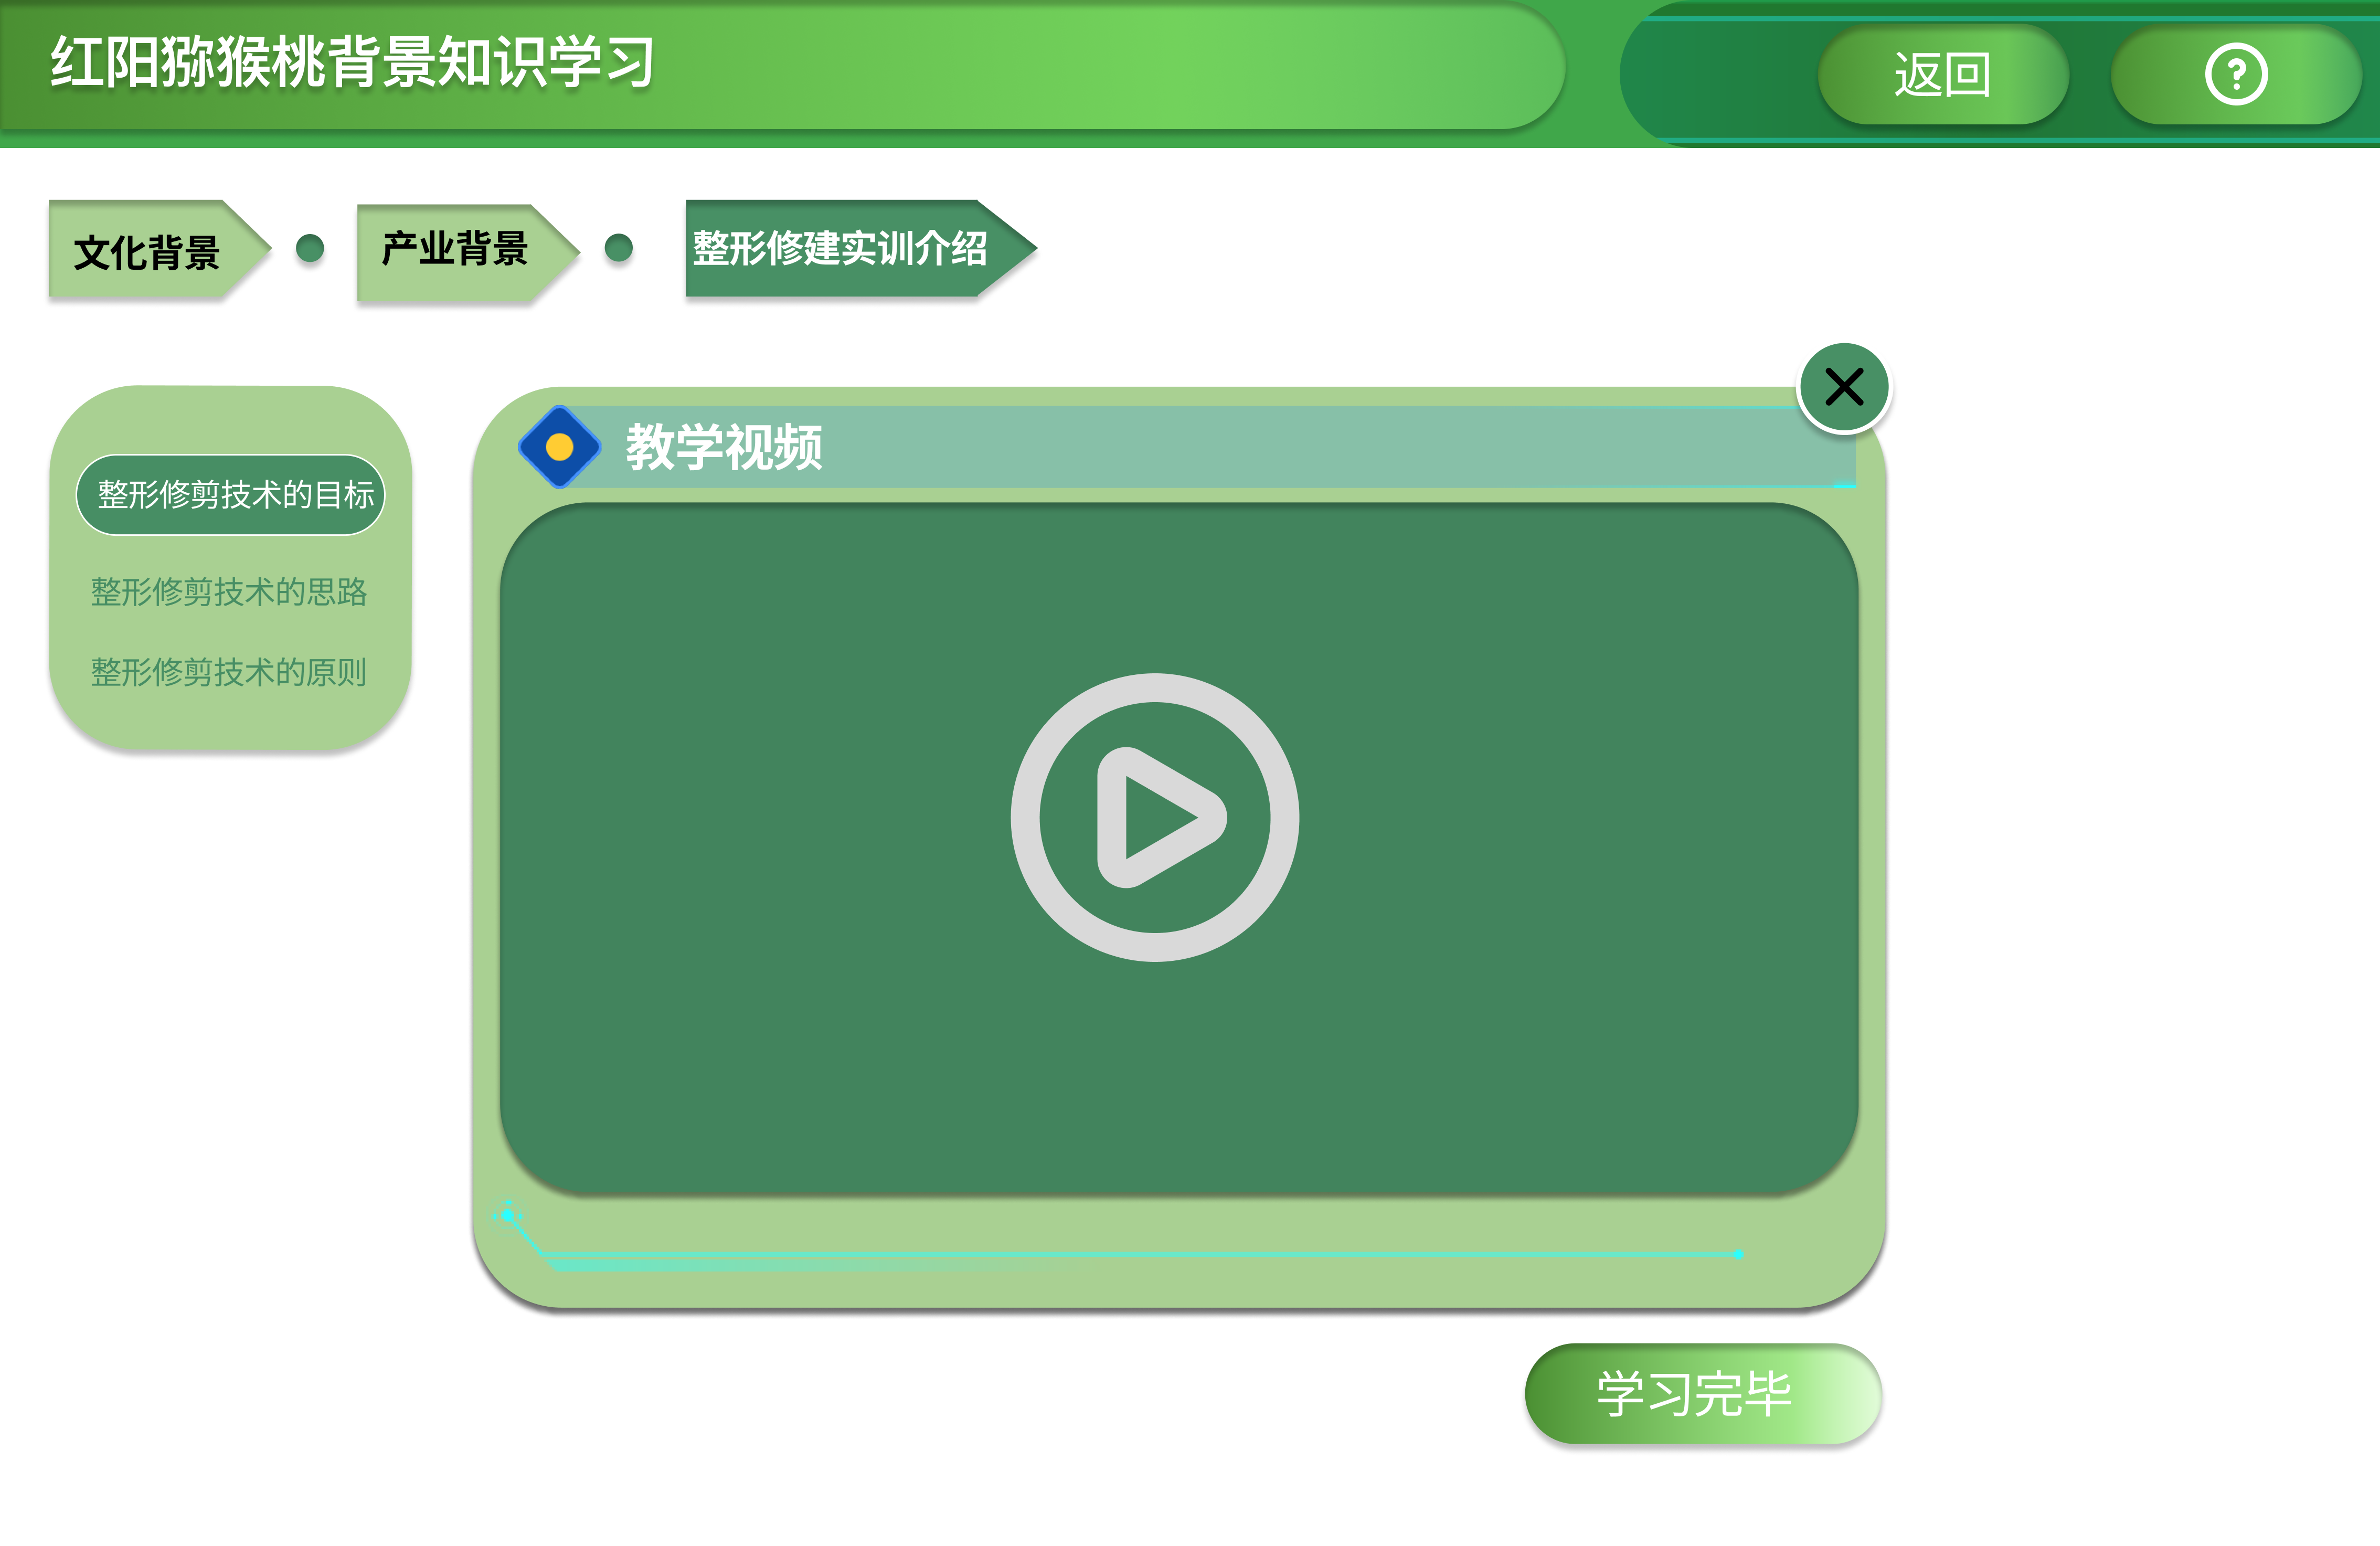 红阳猕猴桃背景知识学习
返回
文化背景
产业背景
整形修建实训介绍
教学视频
整形修剪技术的目标
整形修剪技术的思路
整形修剪技术的原则
学习完毕